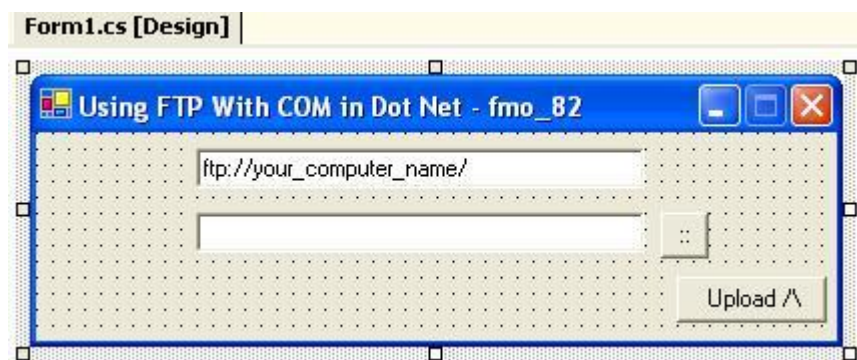 Form1.cs [Design]
Using FTP With COM in Dot Net - fmo_82
ftp://your_computer_name/
::
Upload /\